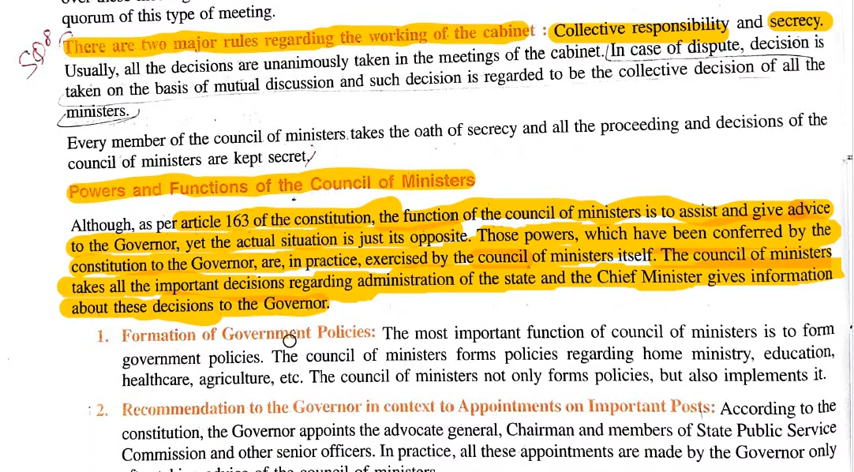 quorum of this type of meeting.
There are two major rules regarding the working of the cabinet : Collective responsibility and secrecy.
Usually, all the decisions are unanimously taken in the meetings of the cabinet. In case of dispute, decision is
taken on the basis of mutual discussion and such decision is regarded to be the collective decision of all the
ministers.
Every member of the council of ministers takes the oath of secrecy and all the proceeding and decisions of the
council of ministers are kept secret.
Powers and Functions of the Council of Ministers
Although, as per article 163 of the constitution, the function of the council of ministers is to assist and give advice
to the Governor, yet the actual situation is just its opposite. Those powers, which have been conferred by the
constitution to the Governor, are, in practice, exercised by the council of ministers itself. The council of ministers
takes all the important decisions regarding administration of the state and the Chief Minister gives information
about these decisions to the Governor.
1. Formation of Government Policies: The most important function of council of ministers is to form
government policies. The council of ministers forms policies regarding home ministry, education,
healthcare, agriculture, etc. The council of ministers not only forms policies, but also implements it.
2. Recommendation to the Governor in context to Appointments on Important Posts: According to the
constitution, the Governor appoints the advocate general, Chairman and members of State Public Service
Commission and other senior officers. In practice, all these appointments are made by the Governor only
advice of the council of ministers